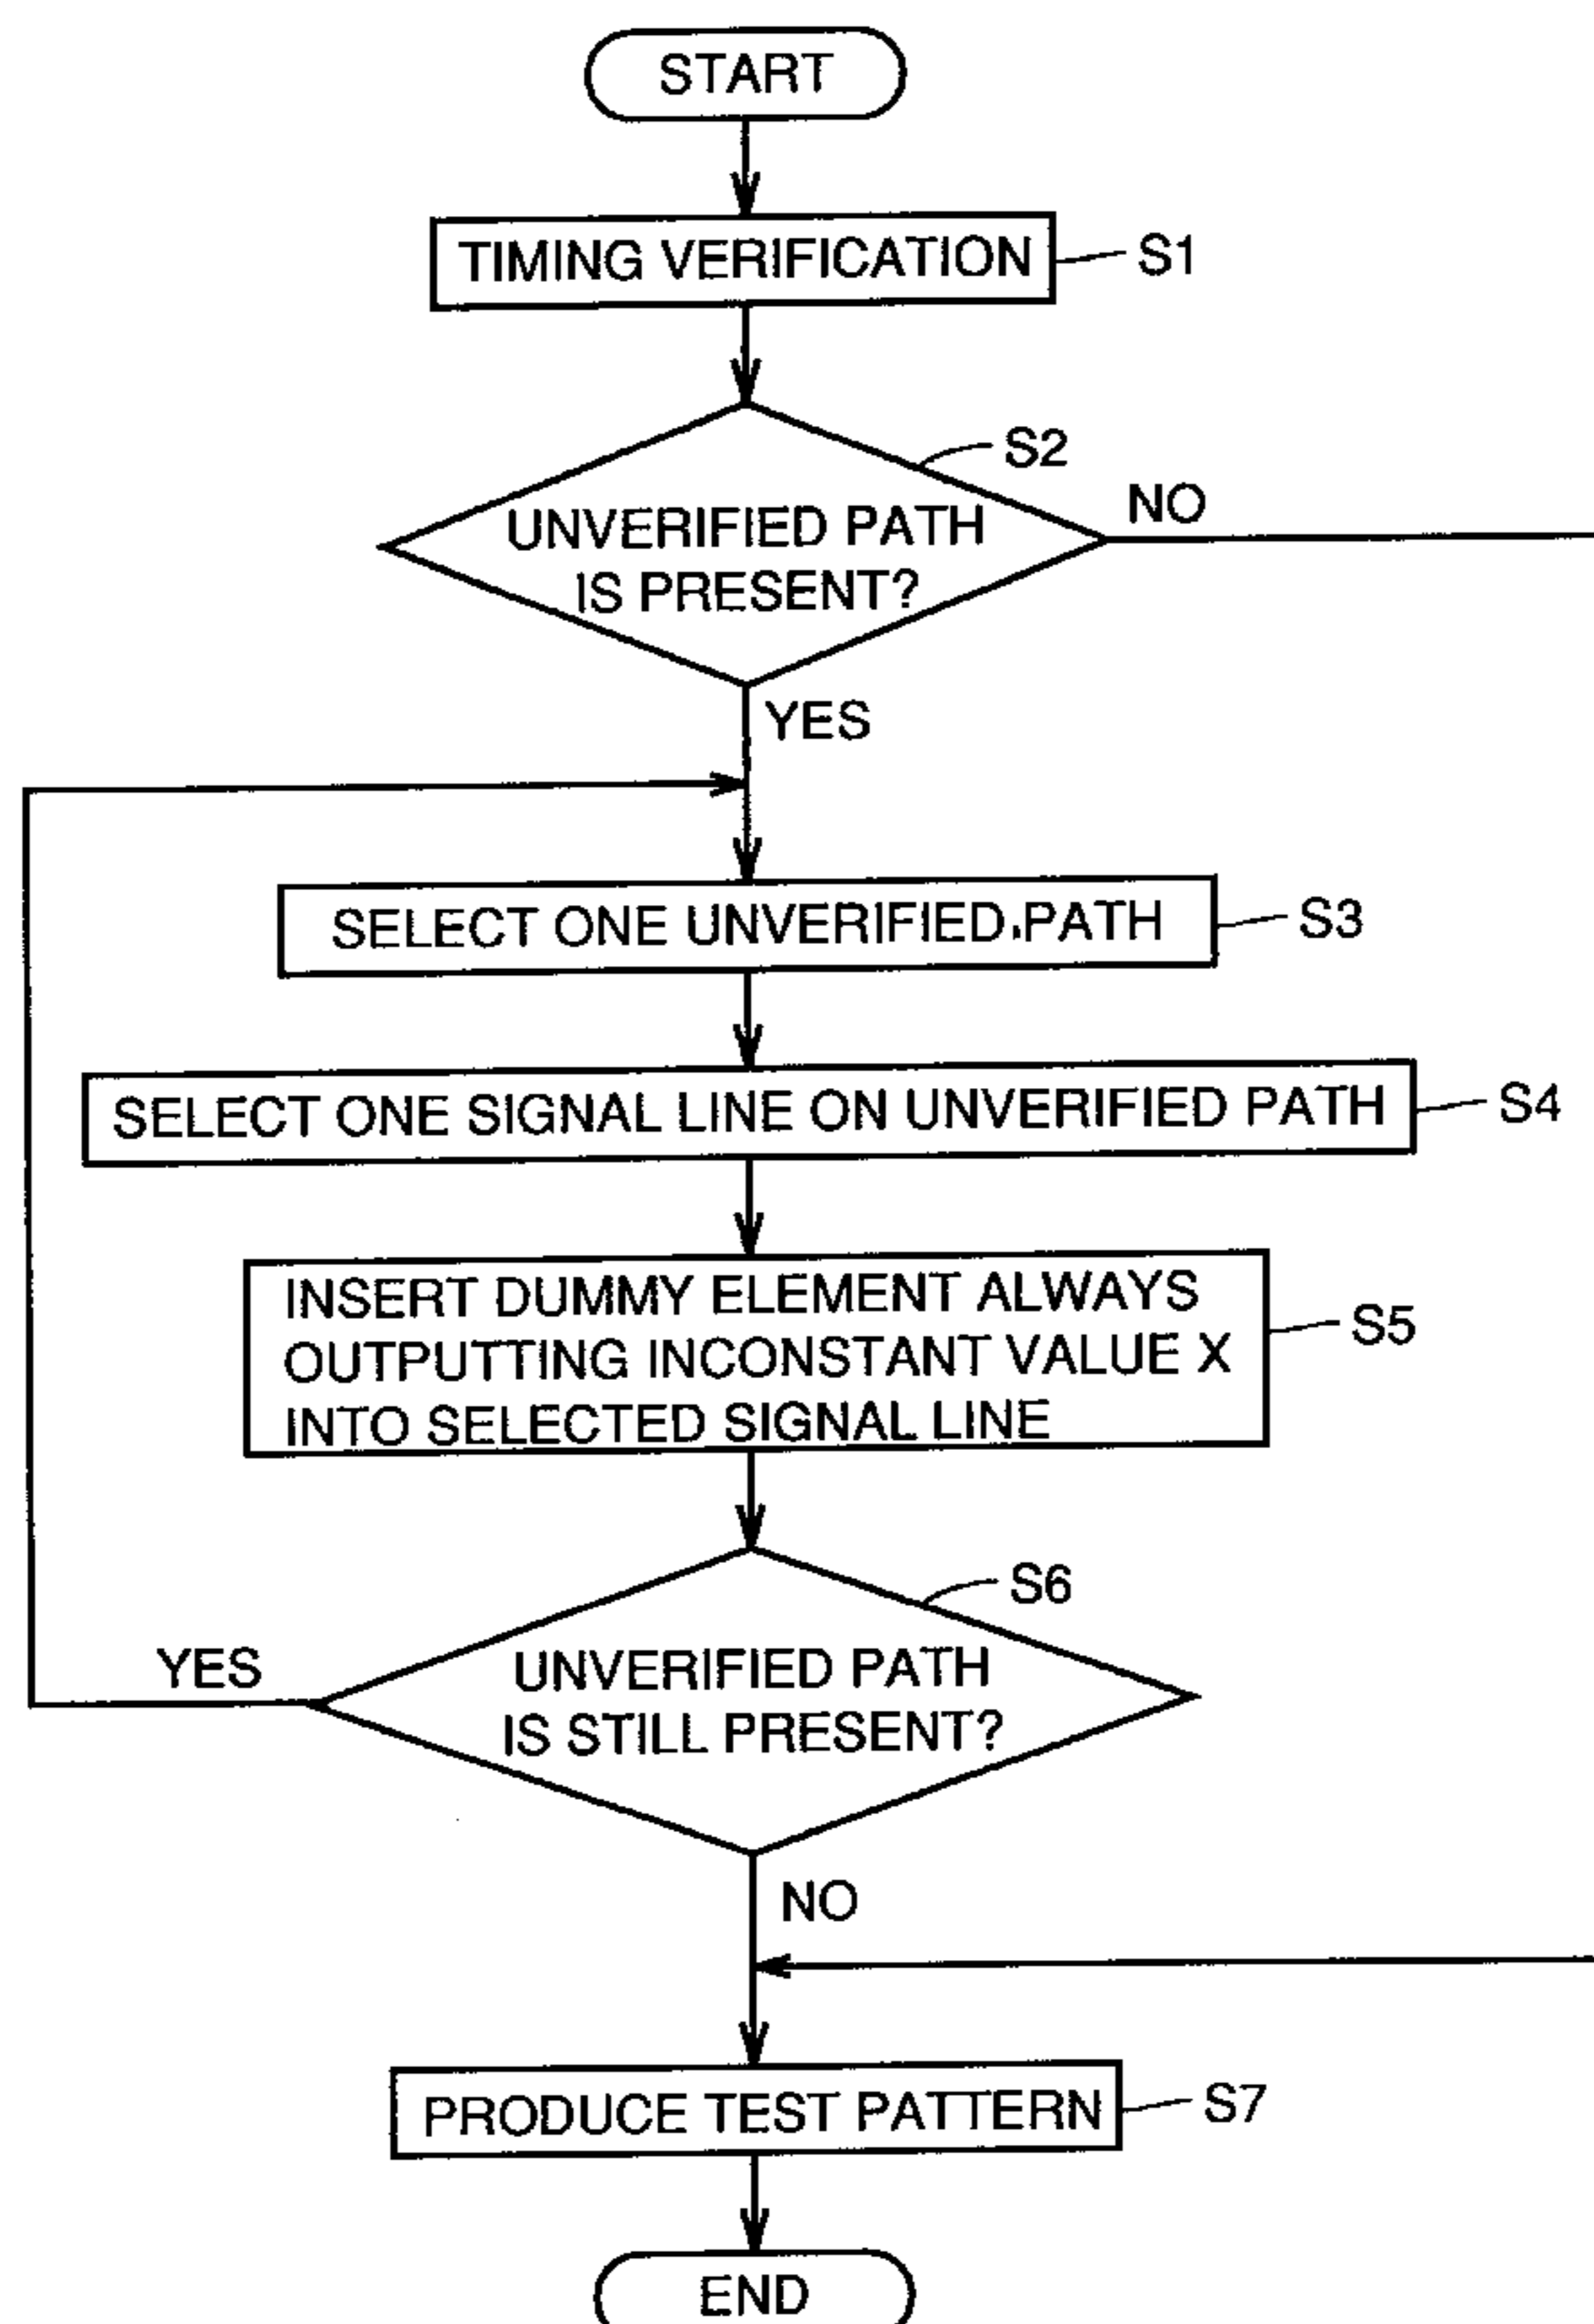 START
TIMING VERIFICATION
S1
S2
UNVERIFIED PATH
IS PRESENT?
NO
YES
SELECT ONE UNVERIFIED PATH
S3
SELECT ONE SIGNAL LINE ON UNVERIFIED PATH
S4
INSERT DUMMY ELEMENT ALWAYS
OUTPUTTING INCONSTANT VALUE X
INTO SELECTED SIGNAL LINE
S5
S6
UNVERIFIED PATH
IS STILL PRESENT?
YES
NO
PRODUCE TEST PATTERN
S7
END